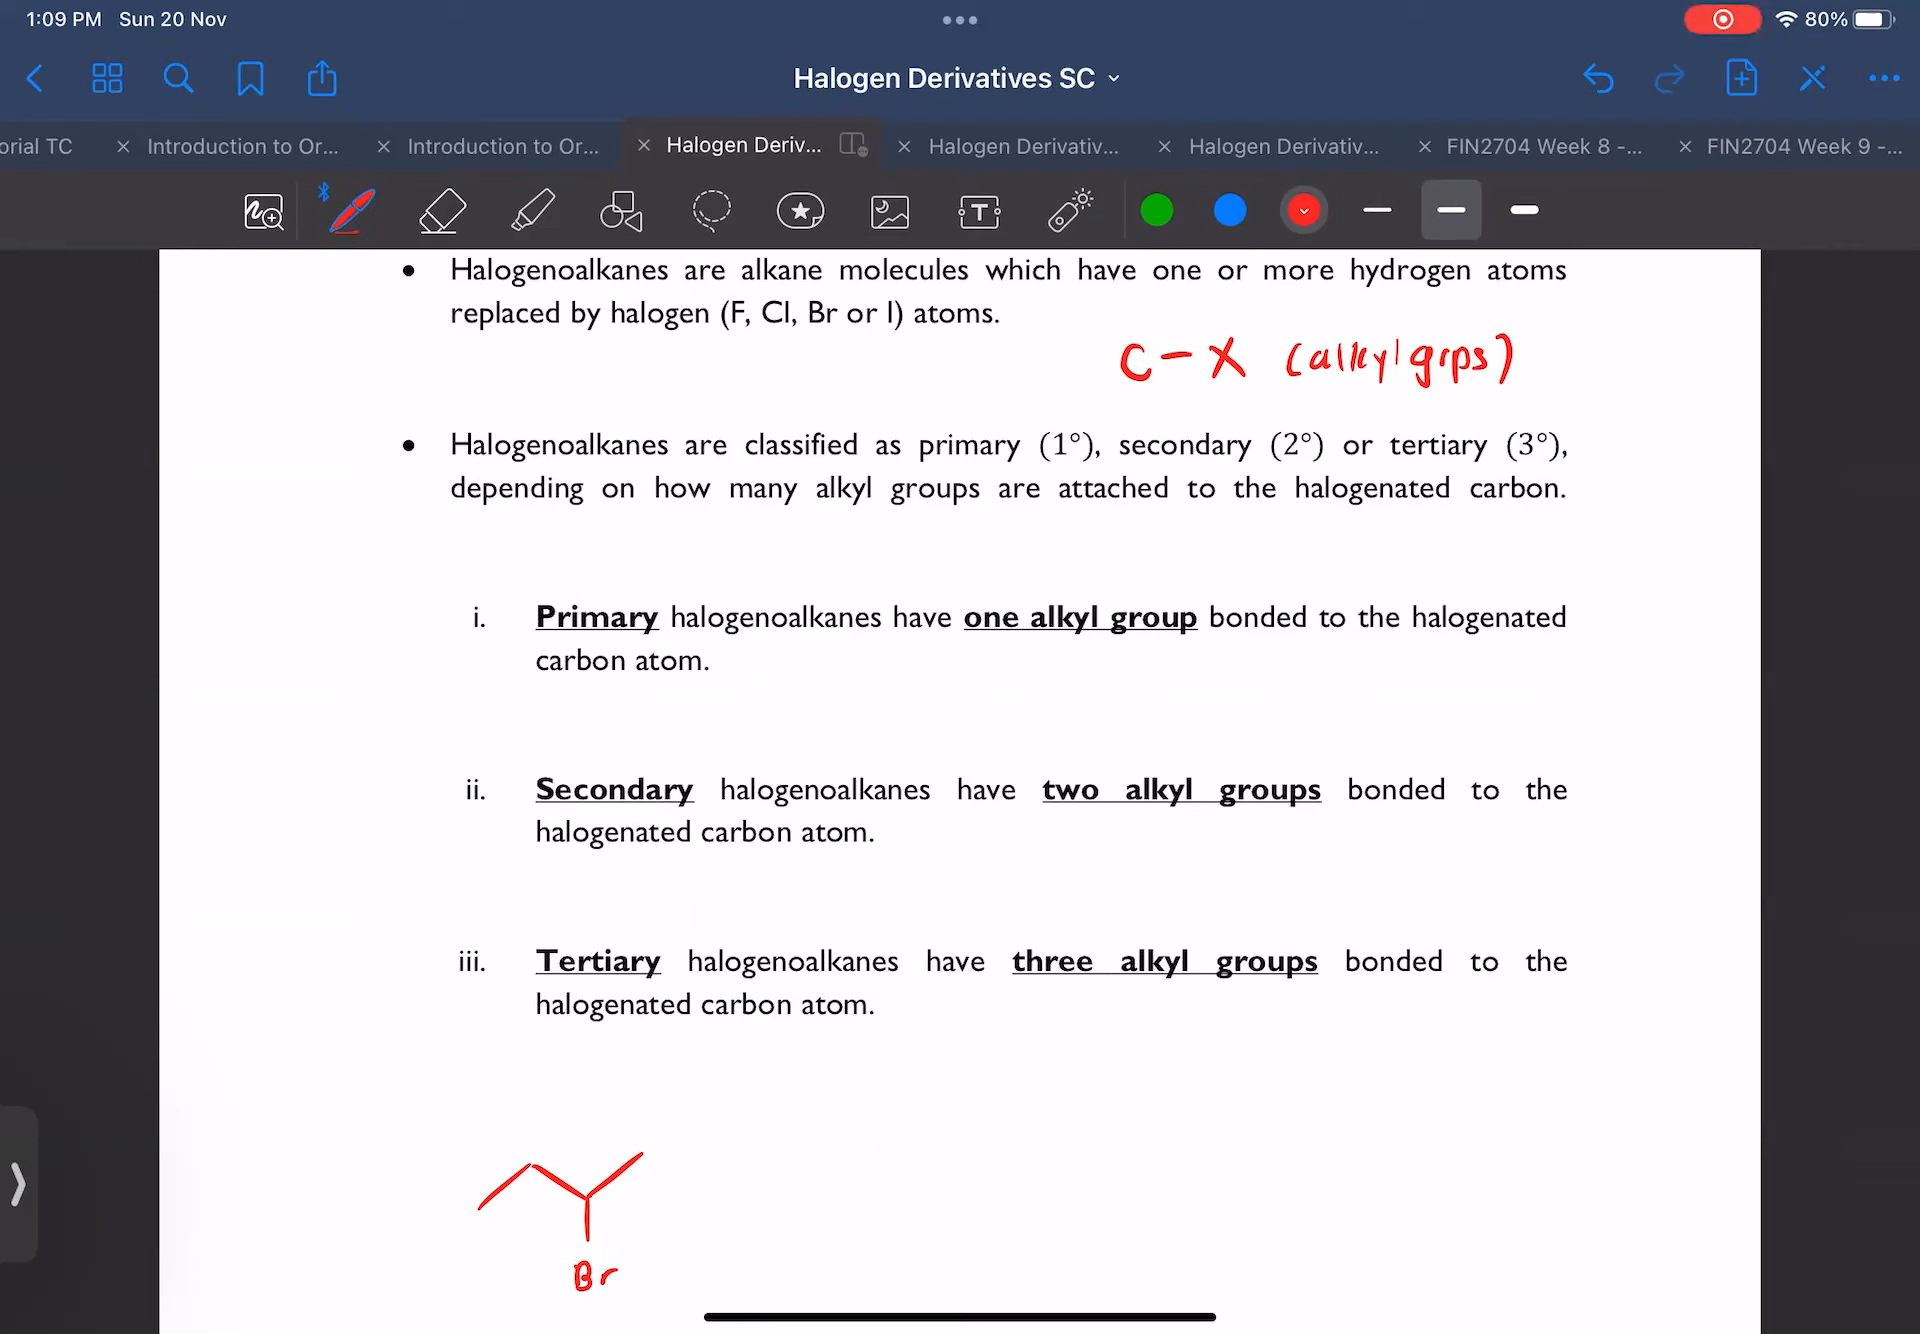 1:09 PM Sun 20 Nov
80%
Halogen Derivatives SC
orial TC
Introduction to Or...
Introduction to Or...
Halogen Deriv...
Halogen Derivativ...
Halogen Derivativ...
FIN2704 Week 8 -...
FIN2704 Week 9 -...
• Halogenoalkanes are alkane molecules which have one or more hydrogen atoms
replaced by halogen (F, Cl, Br or I) atoms.
C – X (alkyl grps)
• Halogenoalkanes are classified as primary (1°), secondary (2°) or tertiary (3°),
depending on how many alkyl groups are attached to the halogenated carbon.
i. Primary halogenoalkanes have one alkyl group bonded to the halogenated
carbon atom.
ii. Secondary halogenoalkanes have two alkyl groups bonded to the
halogenated carbon atom.
iii. Tertiary halogenoalkanes have three alkyl groups bonded to the
halogenated carbon atom.
Br